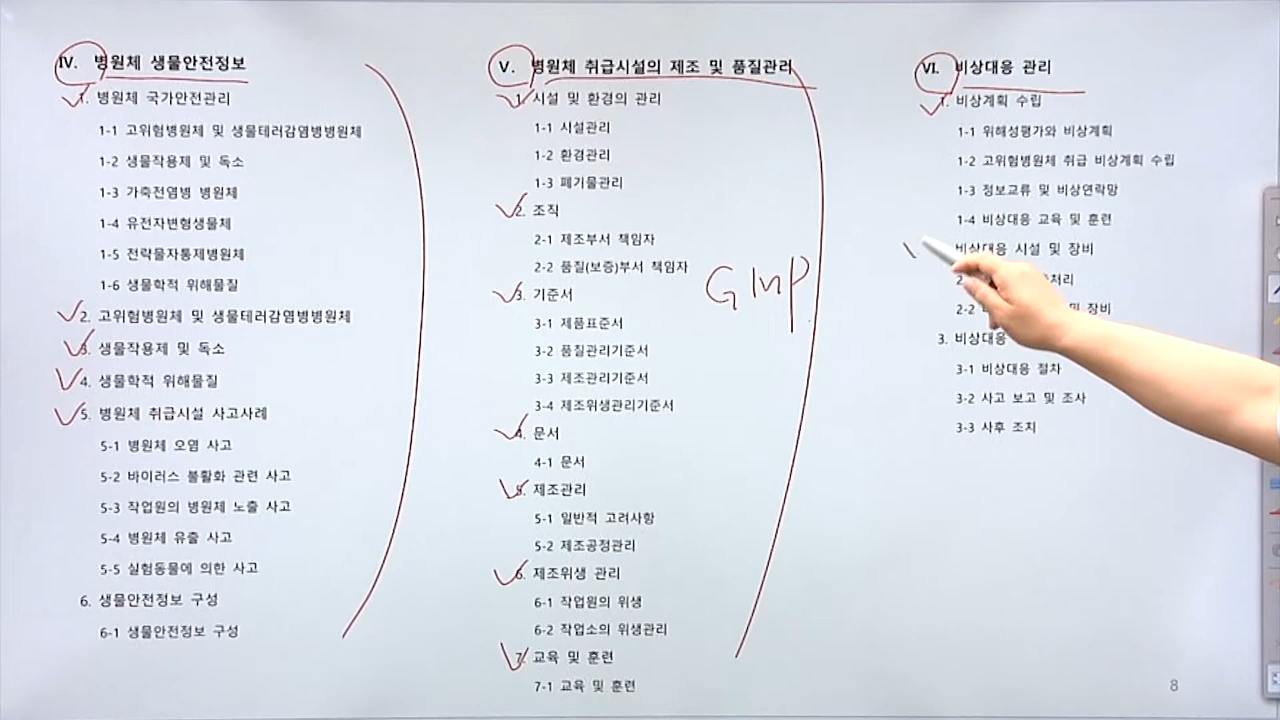 IV. 병원체 생물안전정보
1. 병원체 국가안전관리
1-1 고위험병원체 및 생물테러감염병병원체
1-2 생물작용제 및 독소
1-3 가축전염병 병원체
1-4 유전자변형생물체
1-5 전략물자통제병원체
1-6 생물학적 위해물질
2. 고위험병원체 및 생물테러감염병병원체
3. 생물작용제 및 독소
4. 생물학적 위해물질
5. 병원체 취급시설 사고사례
5-1 병원체 오염 사고
5-2 바이러스 불활화 관련 사고
5-3 작업원의 병원체 노출 사고
5-4 병원체 유출 사고
5-5 실험동물에 의한 사고
6. 생물안전정보 구성
6-1 생물안전정보 구성
V. 병원체 취급시설의 제조 및 품질관리
1. 시설 및 환경의 관리
1-1 시설관리
1-2 환경관리
1-3 폐기물관리
2. 조직
2-1 제조부서 책임자
2-2 품질(보증)부서 책임자
GMP
3. 기준서
3-1 제품표준서
3-2 품질관리기준서
3-3 제조관리기준서
3-4 제조위생관리기준서
4. 문서
4-1 문서
5. 제조관리
5-1 일반적 고려사항
5-2 제조공정관리
6. 제조위생 관리
6-1 작업원의 위생
6-2 작업소의 위생관리
7. 교육 및 훈련
7-1 교육 및 훈련
VI. 비상대응 관리
1. 비상계획 수립
1-1 위해성평가와 비상계획
1-2 고위험병원체 취급 비상계획 수립
1-3 정보교류 및 비상연락망
1-4 비상대응 교육 및 훈련
비상대응 시설 및 장비
2-2 및 장비
3. 비상대응
3-1 비상대응 절차
3-2 사고 보고 및 조사
3-3 사후 조치
8